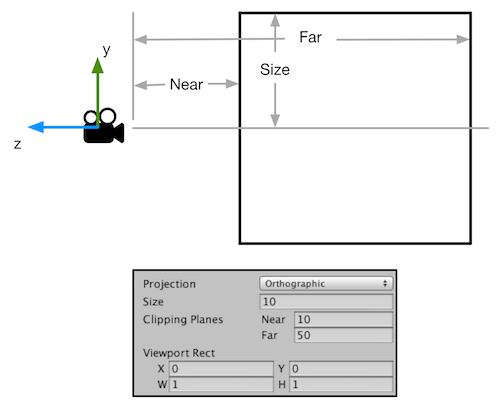 Far
y
Size
Near
z
Projection Orthographic
Size 10
Clipping Planes Near 10
Far 50
Viewport Rect
X 0 Y 0
W 1 H 1